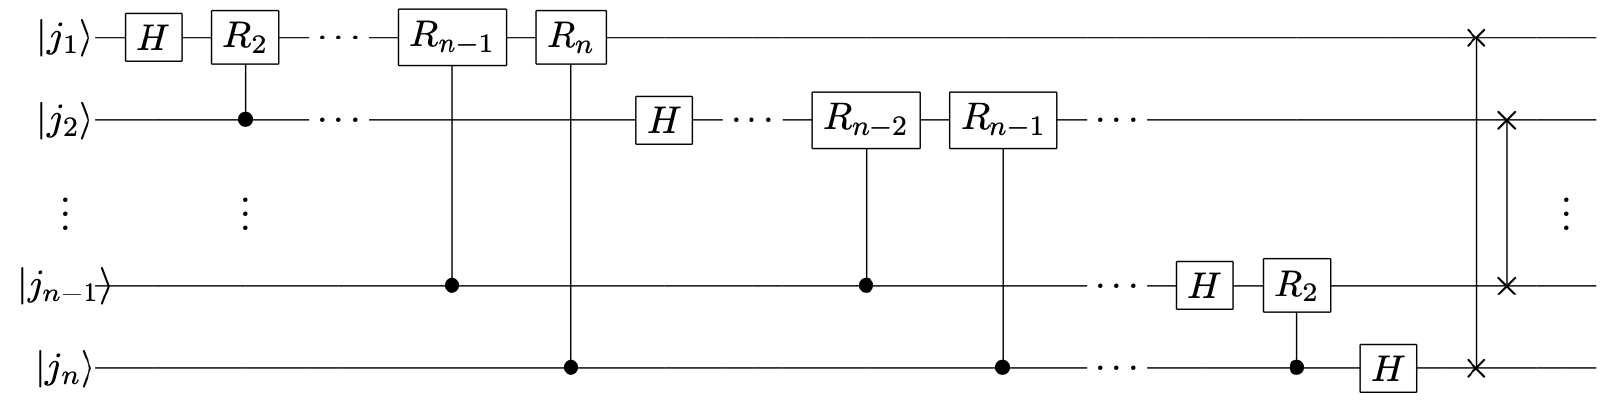 |j₁⟩ H R₂ ⋯ Rₙ₋₁ Rₙ
|j₂⟩ ⋯ H ⋯ Rₙ₋₂ Rₙ₋₁ ⋯
⋮ ⋮ ⋮
|jₙ₋₁⟩ ⋯ H R₂
|jₙ⟩ ⋯ H